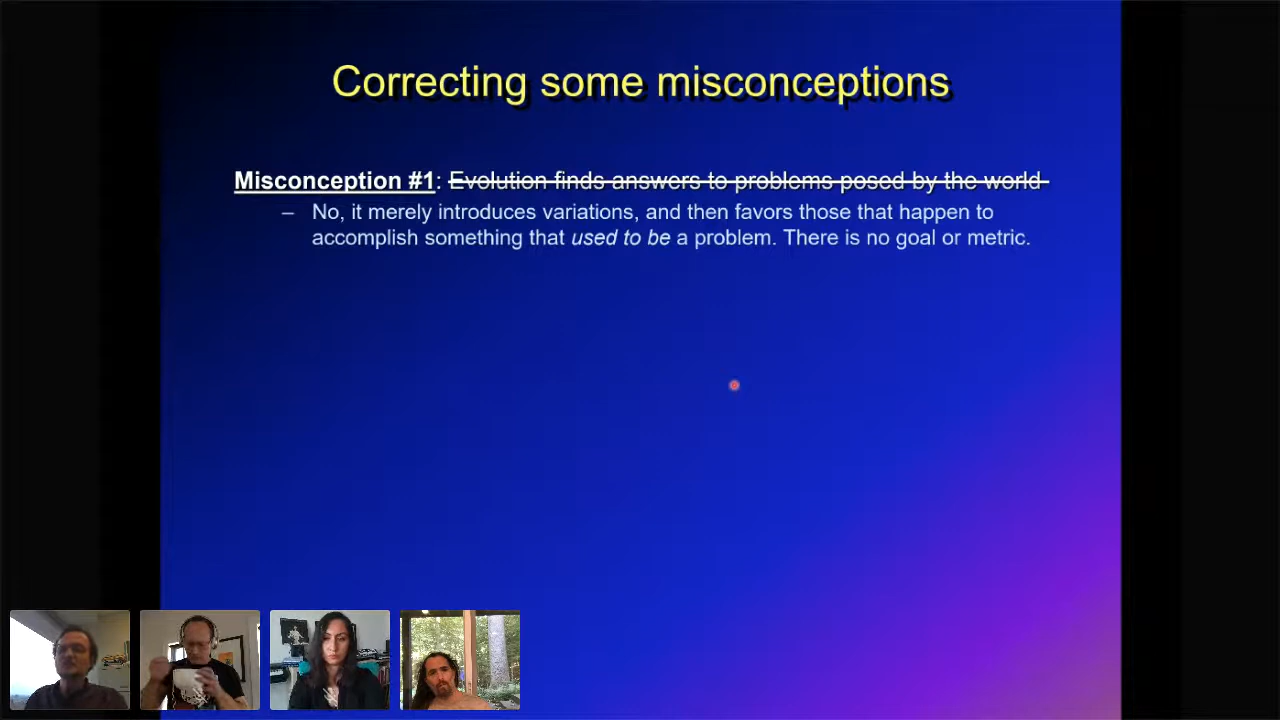 Correcting some misconceptions
Misconception #1: Evolution finds answers to problems posed by the world
– No, it merely introduces variations, and then favors those that happen to
accomplish something that used to be a problem. There is no goal or metric.